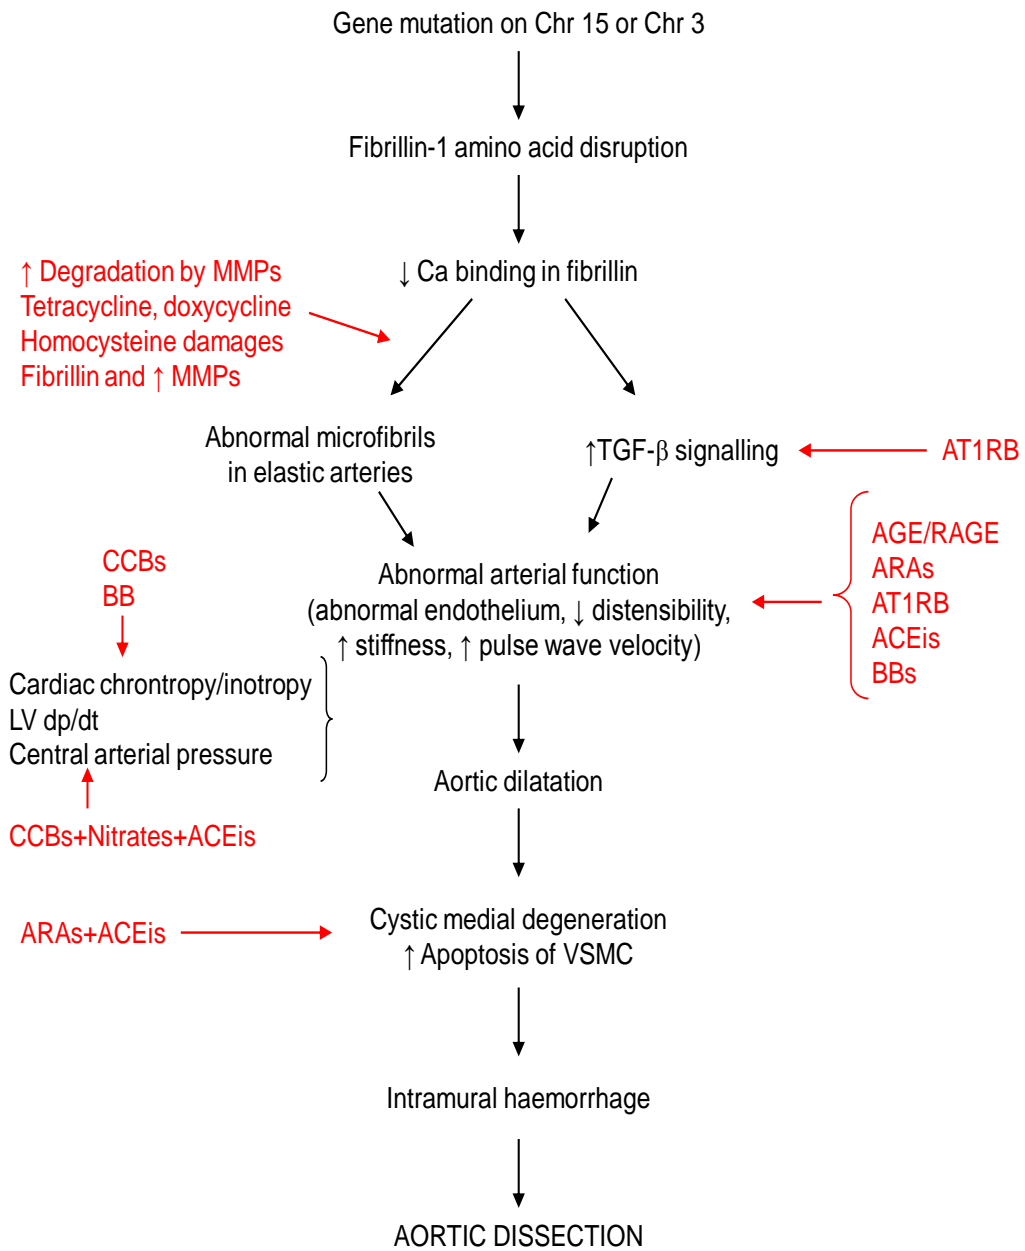 Gene mutation on Chr 15 or Chr 3
Fibrillin-1 amino acid disruption
↓ Ca binding in fibrillin
↑ Degradation by MMPs
Tetracycline, doxycycline
Homocysteine damages
Fibrillin and ↑ MMPs
Abnormal microfibrils
in elastic arteries
↑TGF-β signalling
AT1RB
AGE/RAGE
ARAs
AT1RB
ACEis
BBs
Abnormal arterial function
(abnormal endothelium, ↓ distensibility,
↑ stiffness, ↑ pulse wave velocity)
CCBs
BB
Cardiac chrontropy/inotropy
LV dp/dt
Central arterial pressure
CCBs+Nitrates+ACEis
Aortic dilatation
ARAs+ACEis
Cystic medial degeneration
↑ Apoptosis of VSMC
Intramural haemorrhage
AORTIC DISSECTION